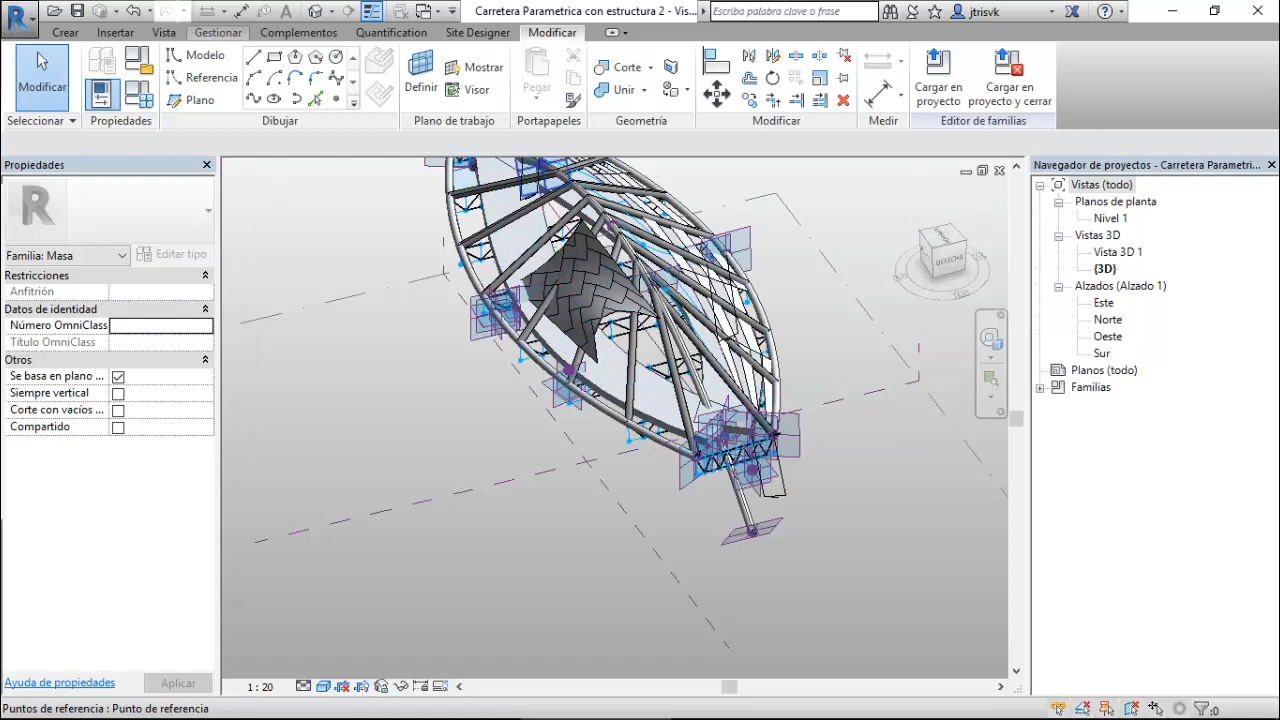 Carretera Parametrica con estructura 2 - Vis...
Escriba palabra clave o frase
jtrisvk
Crear
Insertar
Vista
Gestionar
Complementos
Quantification
Site Designer
Modificar
Modificar
Modelo
Referencia
Plano
Definir
Mostrar
Visor
Pegar
Corte
Unir
Cargar en
proyecto
Cargar en
proyecto y cerrar
Seleccionar
Propiedades
Dibujar
Plano de trabajo
Portapapeles
Geometría
Modificar
Medir
Editor de familias
Propiedades
Familia: Masa
Editar tipo
Restricciones
Anfitrión
Datos de identidad
Número OmniClass
Título OmniClass
Otros
Se basa en plano ...
Siempre vertical
Corte con vacíos ...
Compartido
Ayuda de propiedades
Aplicar
DERECHA
Navegador de proyectos - Carretera Parametri...
Vistas (todo)
Planos de planta
Nivel 1
Vistas 3D
Vista 3D 1
{3D}
Alzados (Alzado 1)
Este
Norte
Oeste
Sur
Planos (todo)
Familias
1 : 20
Puntos de referencia : Punto de referencia
:0